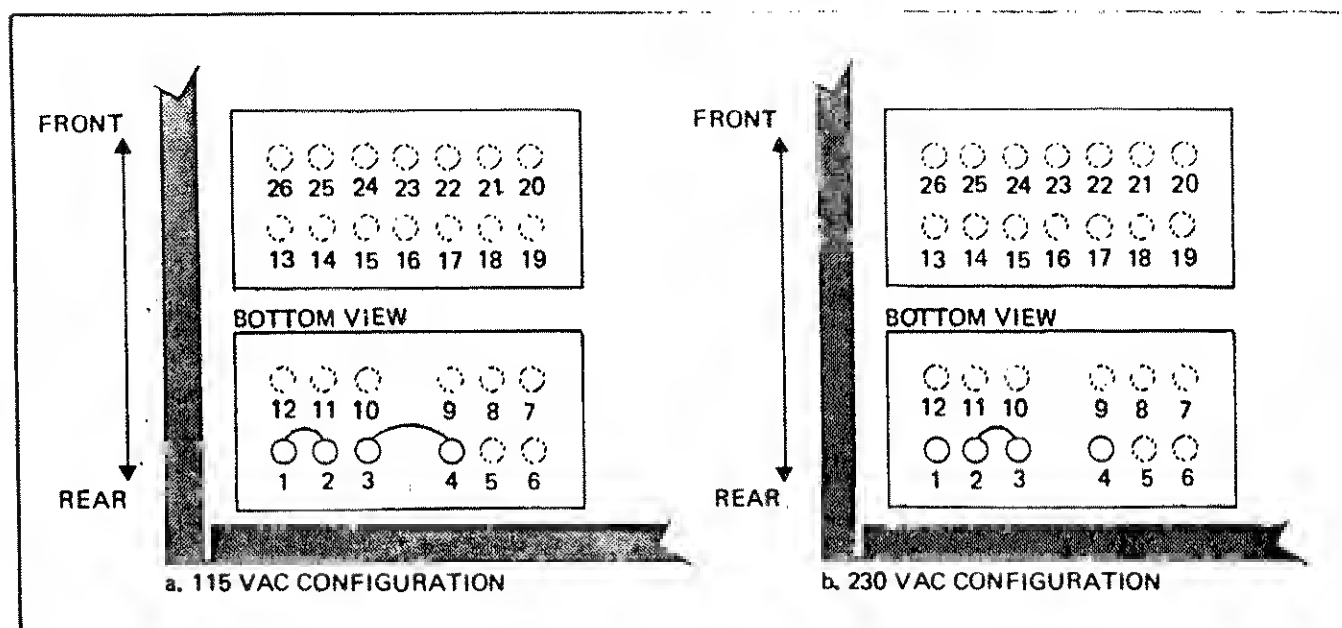 FRONT
26 25 24 23 22 21 20
13 14 15 16 17 18 19
BOTTOM VIEW
12 11 10 9 8 7
1 2 3 4 5 6
REAR
a. 115 VAC CONFIGURATION
FRONT
26 25 24 23 22 21 20
13 14 15 16 17 18 19
BOTTOM VIEW
12 11 10 9 8 7
1 2 3 4 5 6
REAR
b. 230 VAC CONFIGURATION